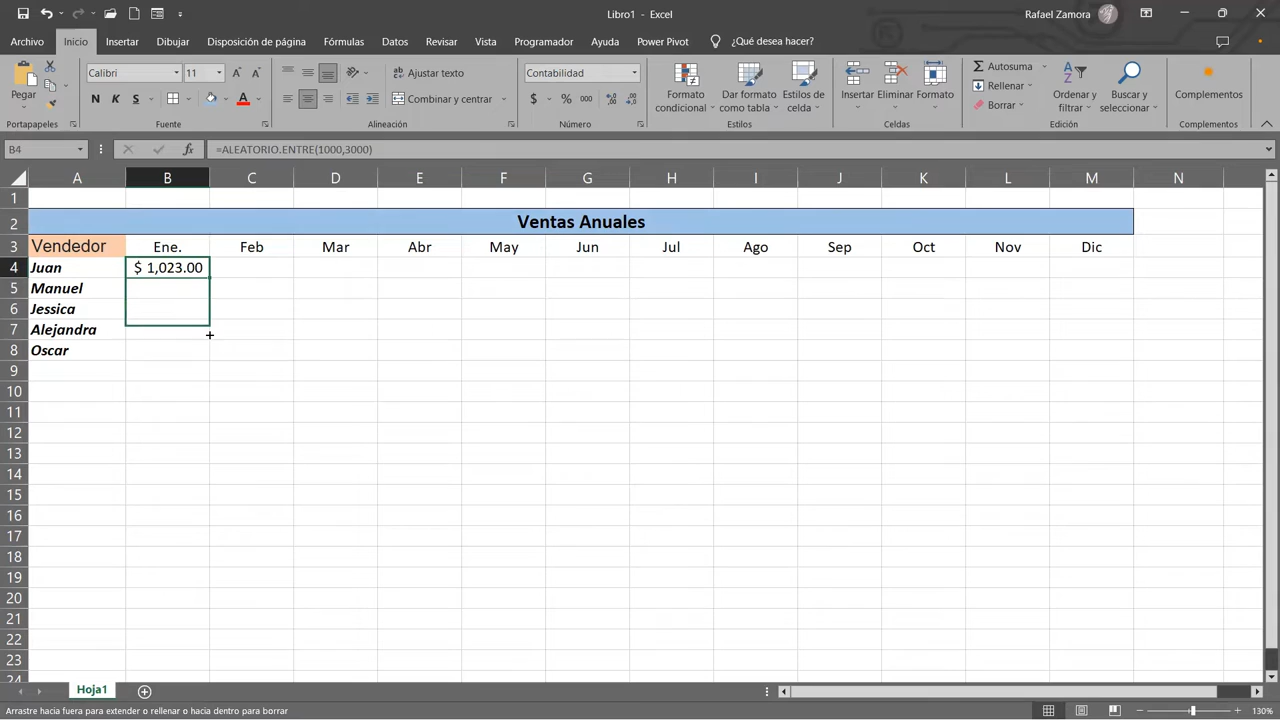 Libro1 - Excel
Rafael Zamora
Archivo Inicio Insertar Dibujar Disposición de página Fórmulas Datos Revisar Vista Programador Ayuda Power Pivot ¿Qué desea hacer?
Pegar
Calibri 11
N K S
Ajustar texto
Combinar y centrar
Contabilidad
$ % 000
Formato condicional
Dar formato como tabla
Estilos de celda
Insertar Eliminar Formato
Autosuma
Rellenar
Borrar
Ordenar y filtrar
Buscar y seleccionar
Complementos
Portapapeles Fuente Alineación Número Estilos Celdas Edición Complementos
B4 fx =ALEATORIO.ENTRE(1000,3000)
A B C D E F G H I J K L M N
1
2 Ventas Anuales
3 Vendedor Ene. Feb Mar Abr May Jun Jul Ago Sep Oct Nov Dic
4 Juan $ 1,023.00
5 Manuel
6 Jessica
7 Alejandra
8 Oscar
9
10
11
12
13
14
15
16
17
18
19
20
21
22
23
24
Hoja1
Arrastre hacia fuera para extender o rellenar o hacia dentro para borrar
130%